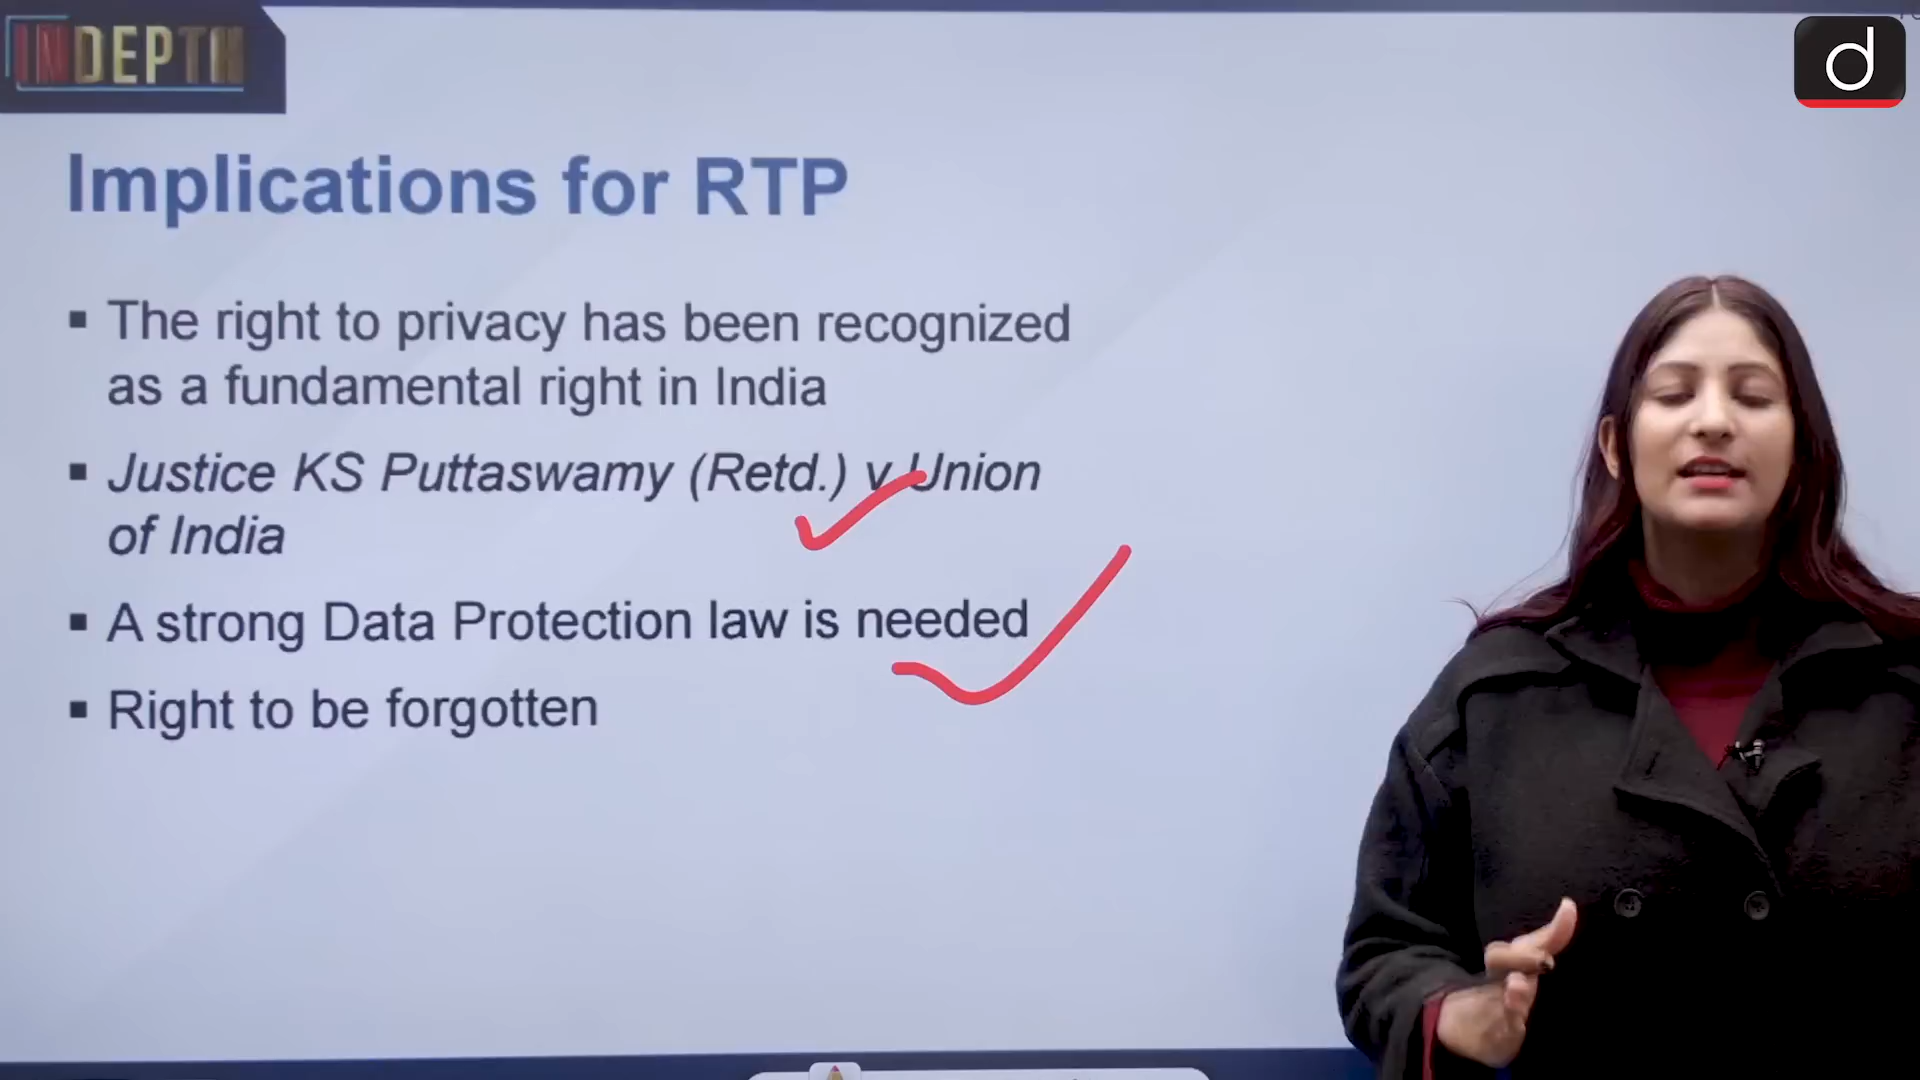 INDEPTH
d
Implications for RTP
▪ The right to privacy has been recognized
as a fundamental right in India
▪ Justice KS Puttaswamy (Retd.) v Union
of India
▪ A strong Data Protection law is needed
▪ Right to be forgotten